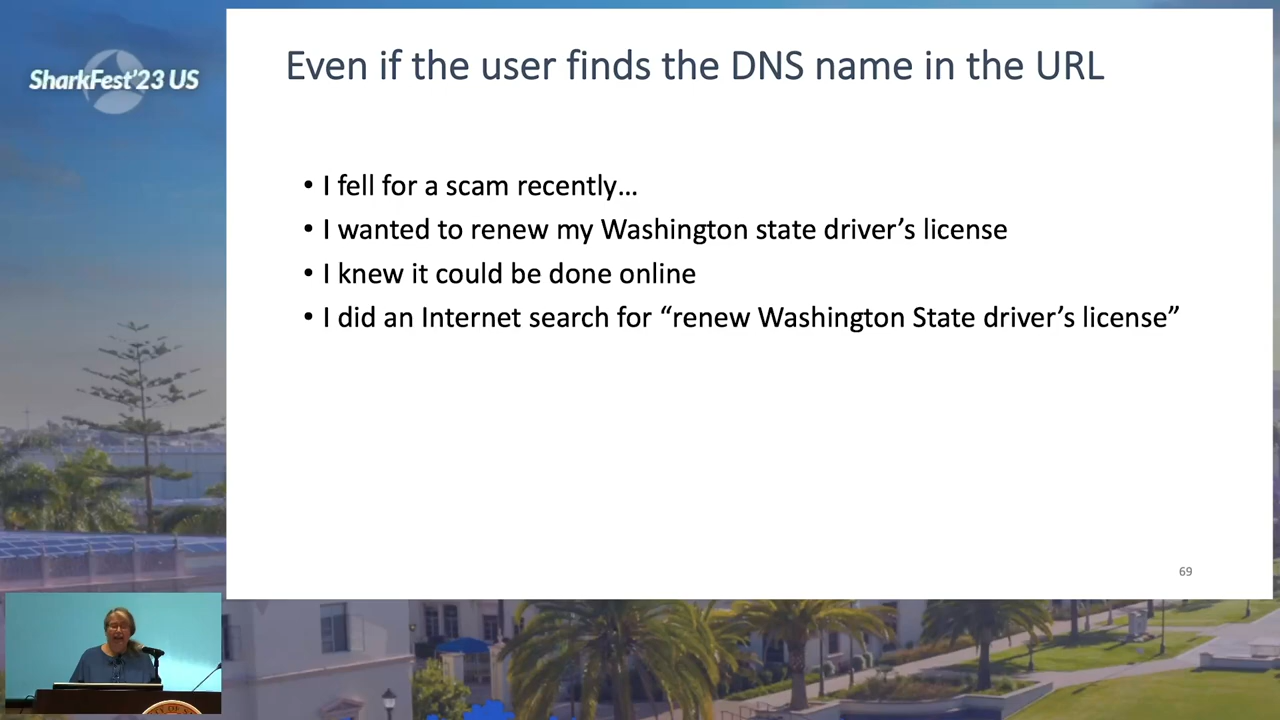 SharkFest'23 US
Even if the user finds the DNS name in the URL
• I fell for a scam recently…
• I wanted to renew my Washington state driver’s license
• I knew it could be done online
• I did an Internet search for “renew Washington State driver’s license”
69